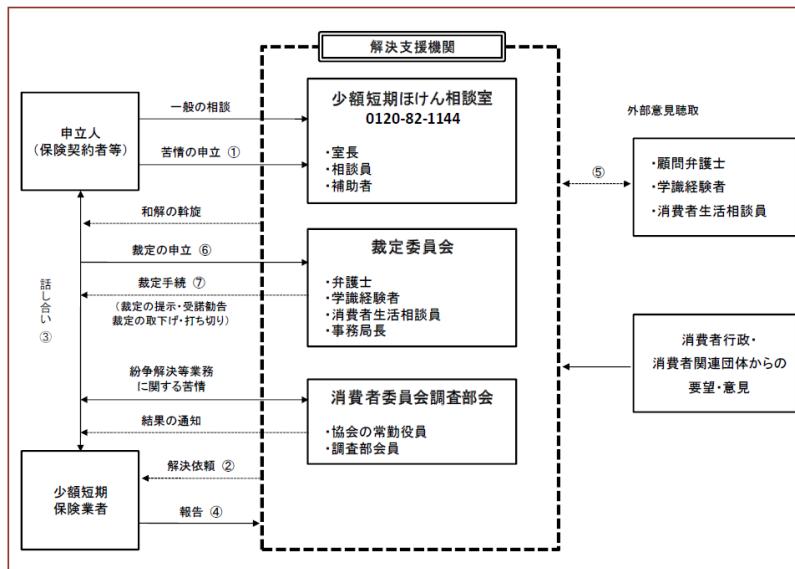 解決支援機関
申立人
（保険契約者等）
一般の相談
苦情の申立 ①
少額短期ほけん相談室
0120-82-1144
・室長
・相談員
・補助者
外部意見聴取
⑤
・顧問弁護士
・学識経験者
・消費者生活相談員
和解の斡旋
裁定の申立 ⑥
裁定手続 ⑦
（裁定の提示・受諾勧告
裁定の取下げ・打ち切り）
裁定委員会
・弁護士
・学識経験者
・消費者生活相談員
・事務局長
話し合い ③
消費者行政・
消費者関連団体からの
要望・意見
紛争解決等業務
に関する苦情
結果の通知
消費者委員会調査部会
・協会の常勤役員
・調査部会員
解決依頼 ②
少額短期
保険業者
報告 ④